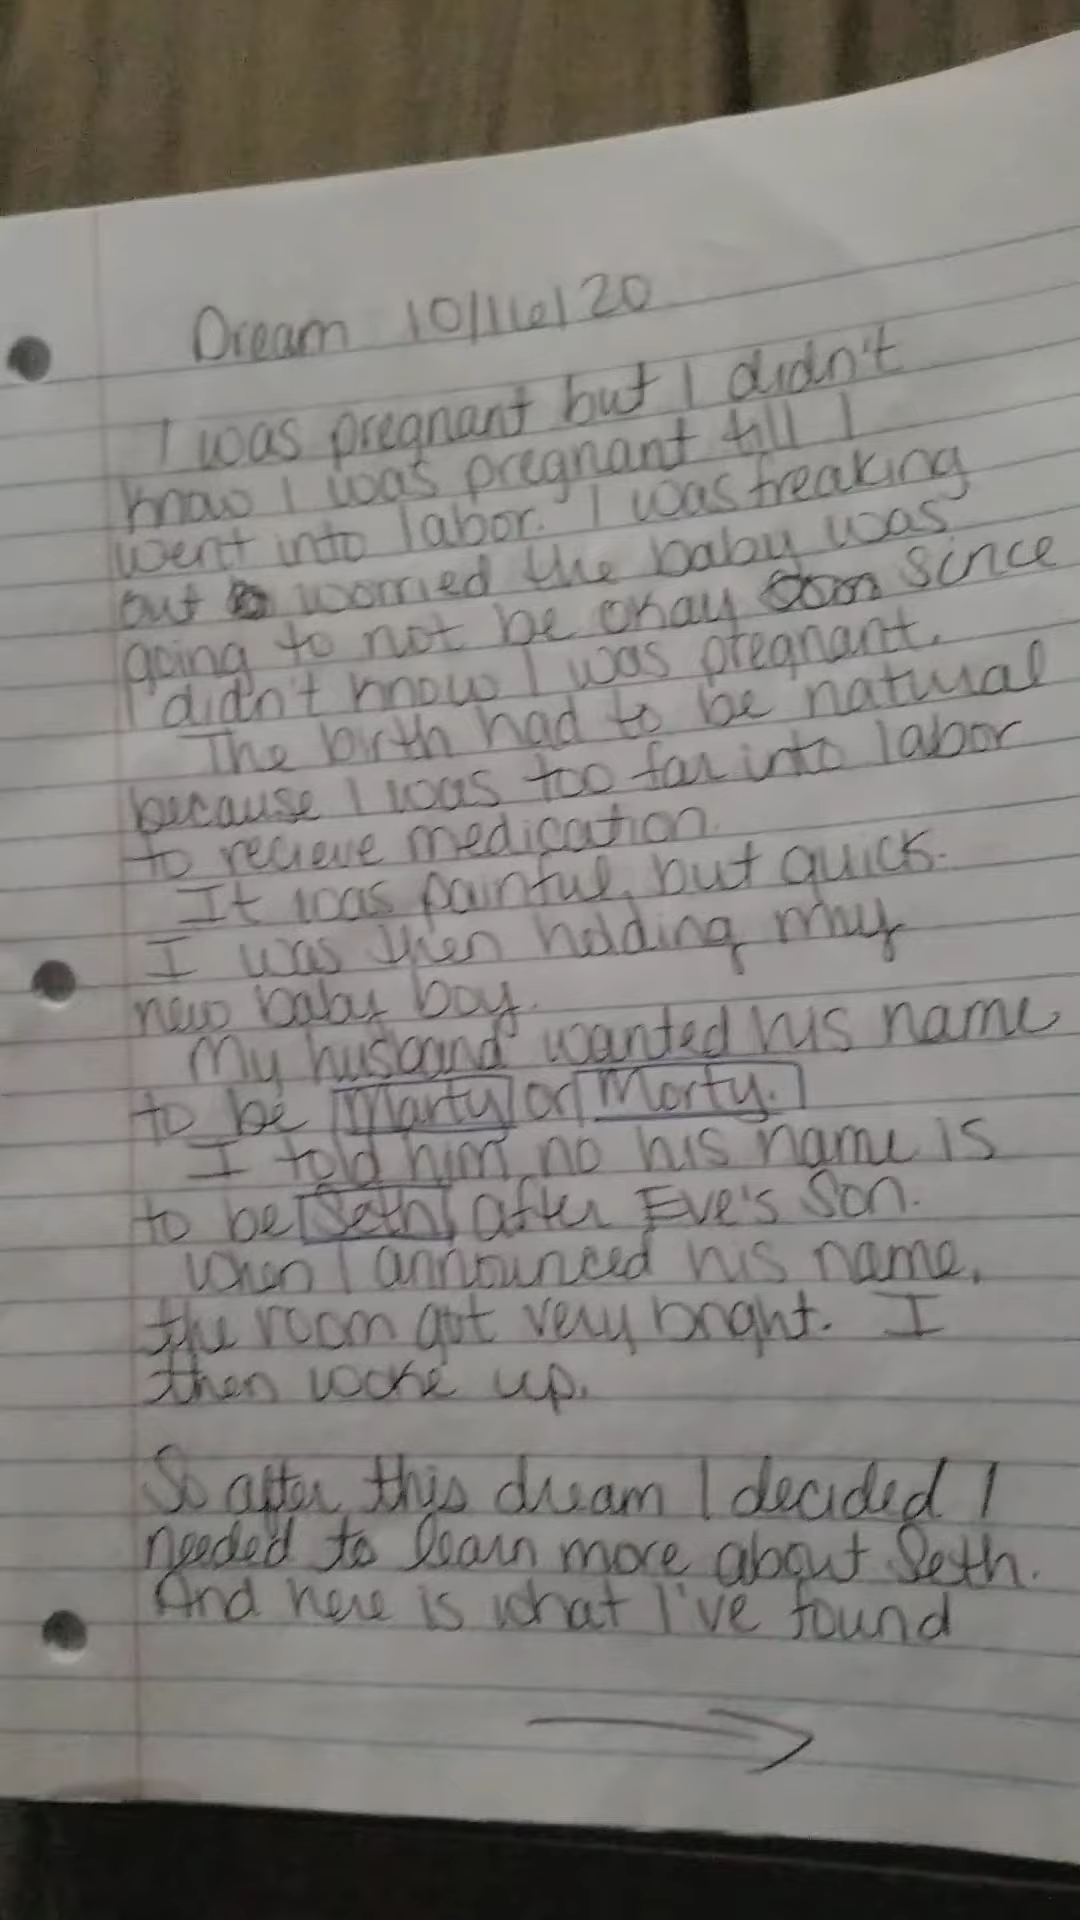 Dream 10/16/20
I was pregnant but I didn't
know I was pregnant till I
went into labor. I was freaking
out worried the baby was
going to not be okay since
I didn't know I was pregnant.
The birth had to be natural
because I was too far into labor
to recieve medication.
It was painful, but quick.
I was then holding my
new baby boy.
My husband wanted his name
to be Marty or Morty.
I told him no his name is
to be Seth after Eve's Son.
When I announced his name,
the room got very bright. I
then woke up.
So after this dream I decided I
needed to learn more about Seth.
And here is what I've found